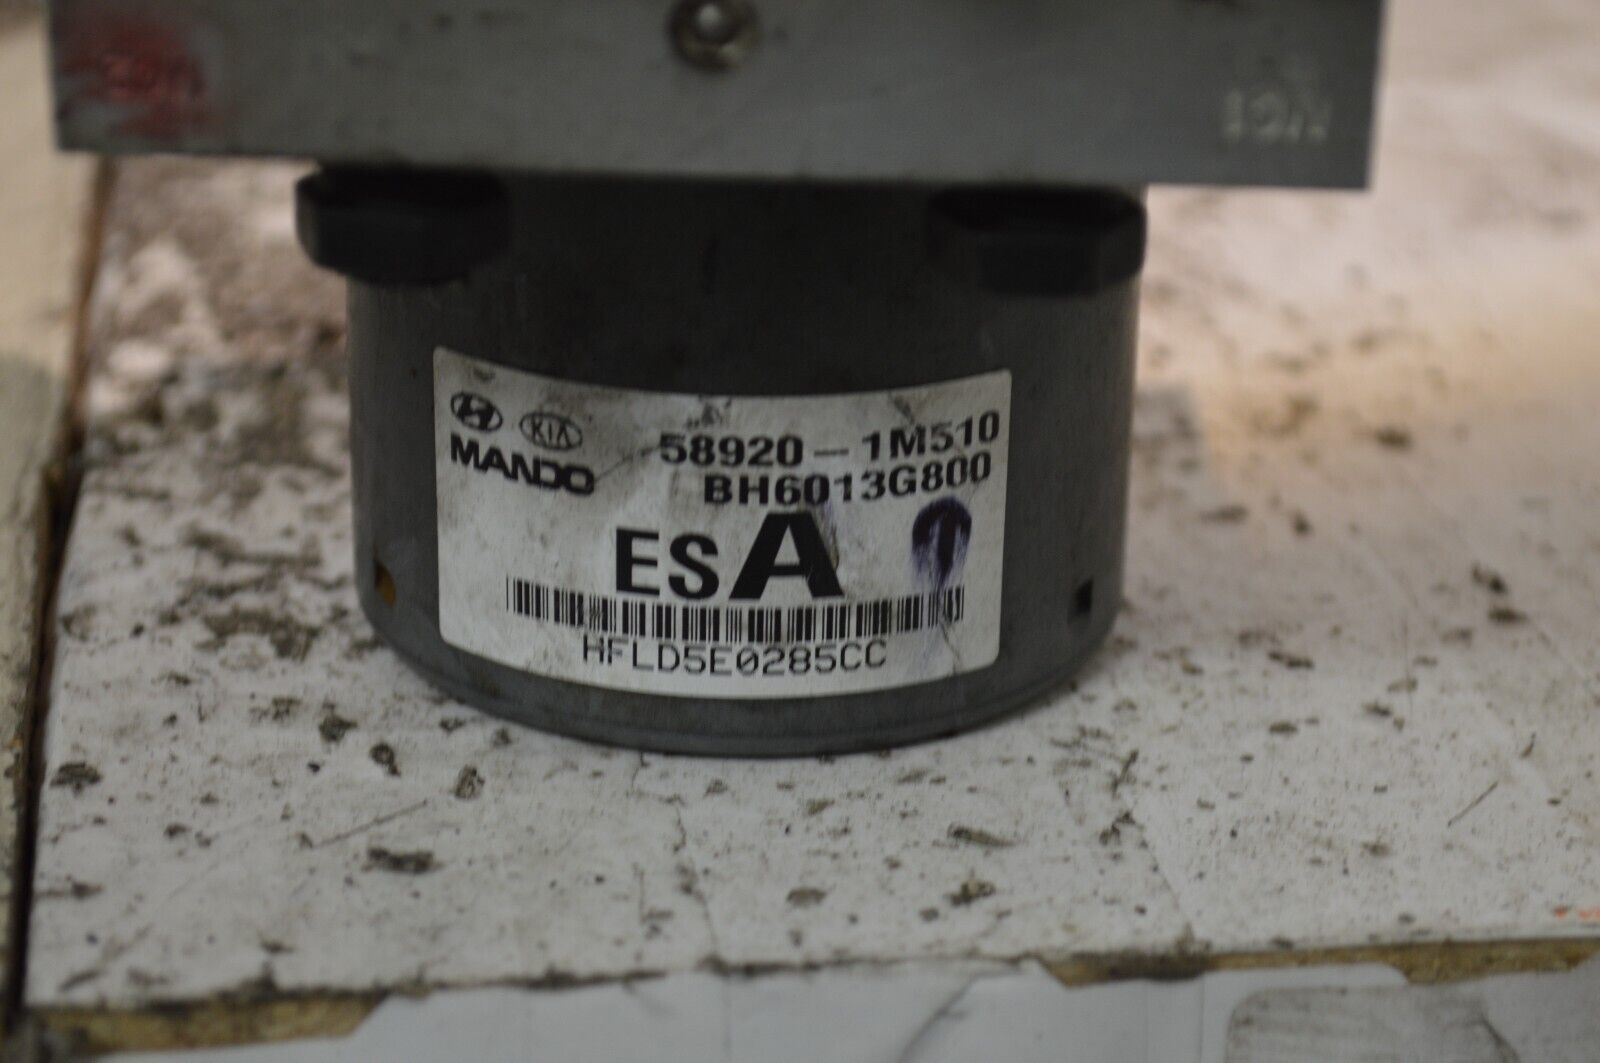 KIA
MANDO
58920-1M510
BH6013G800
ESA
HFLD5E0285CC